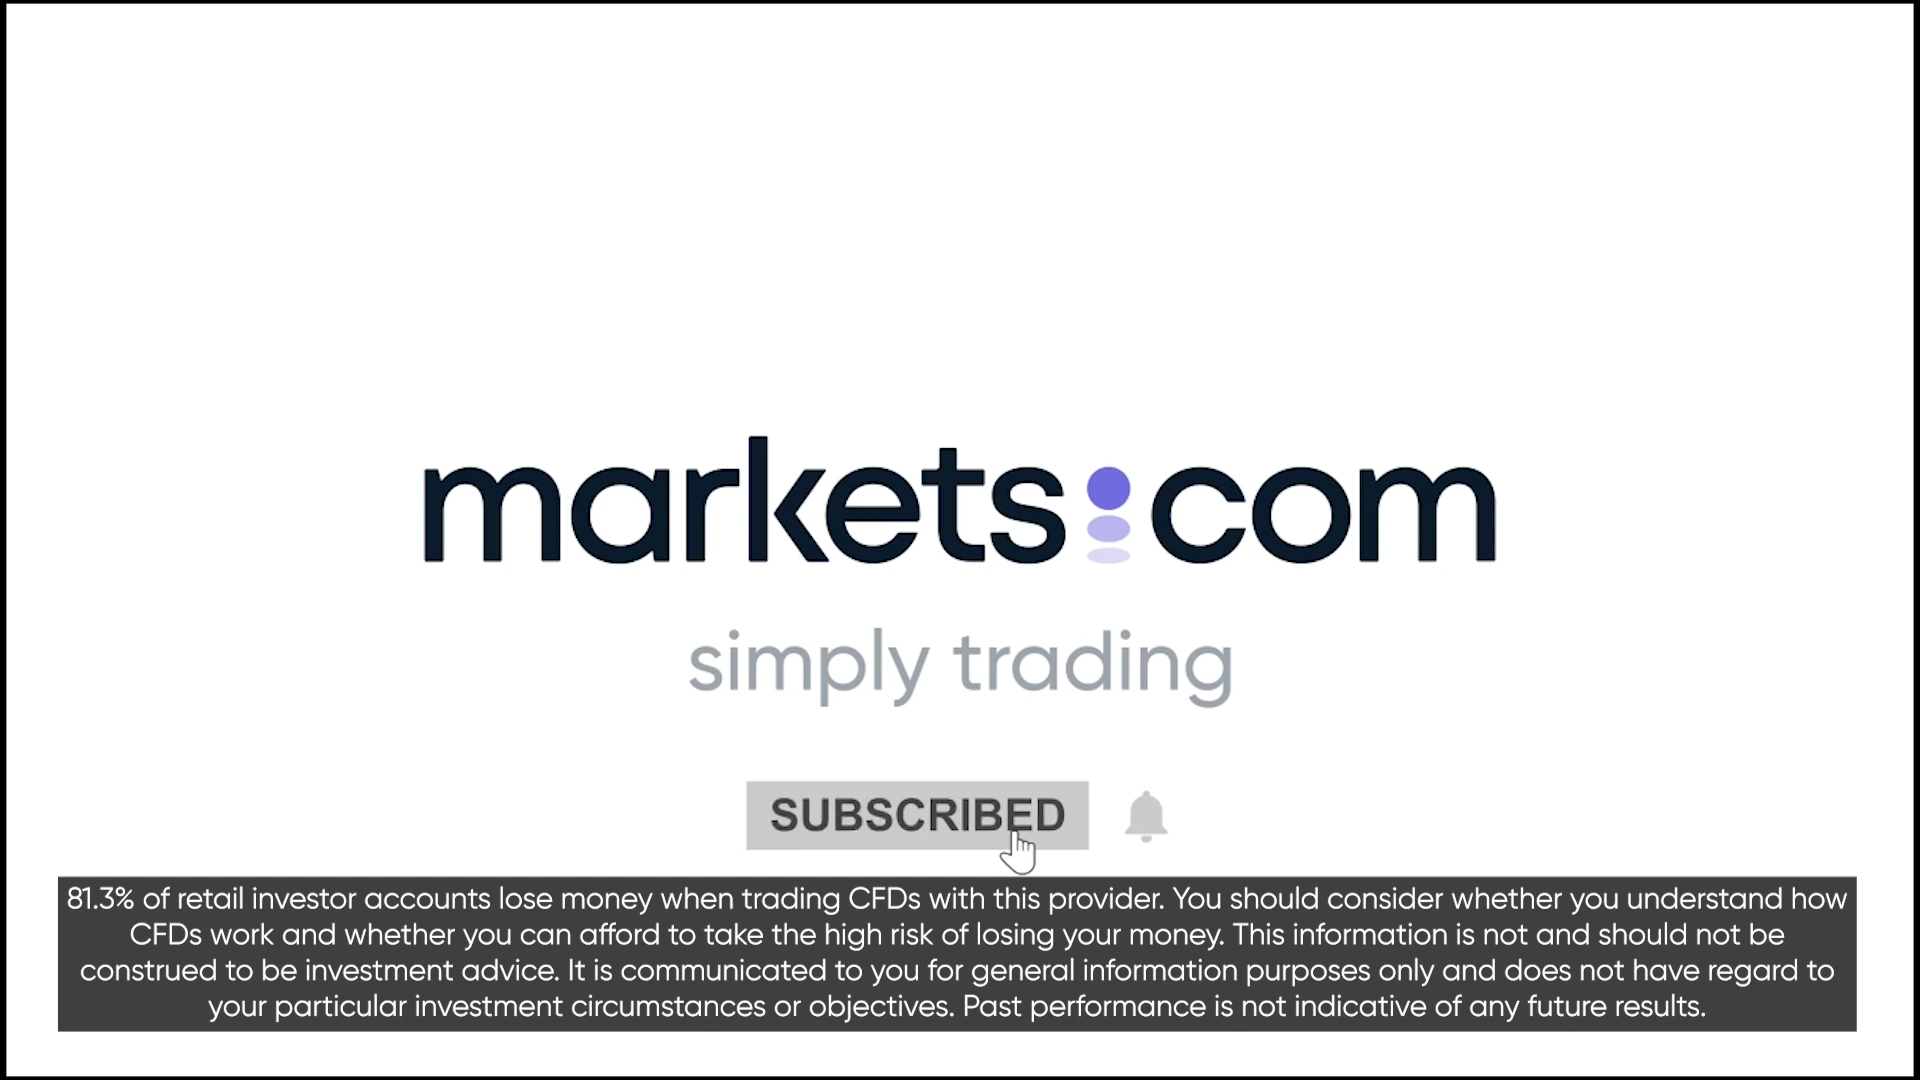 markets.com
simply trading
SUBSCRIBED
81.3% of retail investor accounts lose money when trading CFDs with this provider. You should consider whether you understand how
CFDs work and whether you can afford to take the high risk of losing your money. This information is not and should not be
construed to be investment advice. It is communicated to you for general information purposes only and does not have regard to
your particular investment circumstances or objectives. Past performance is not indicative of any future results.